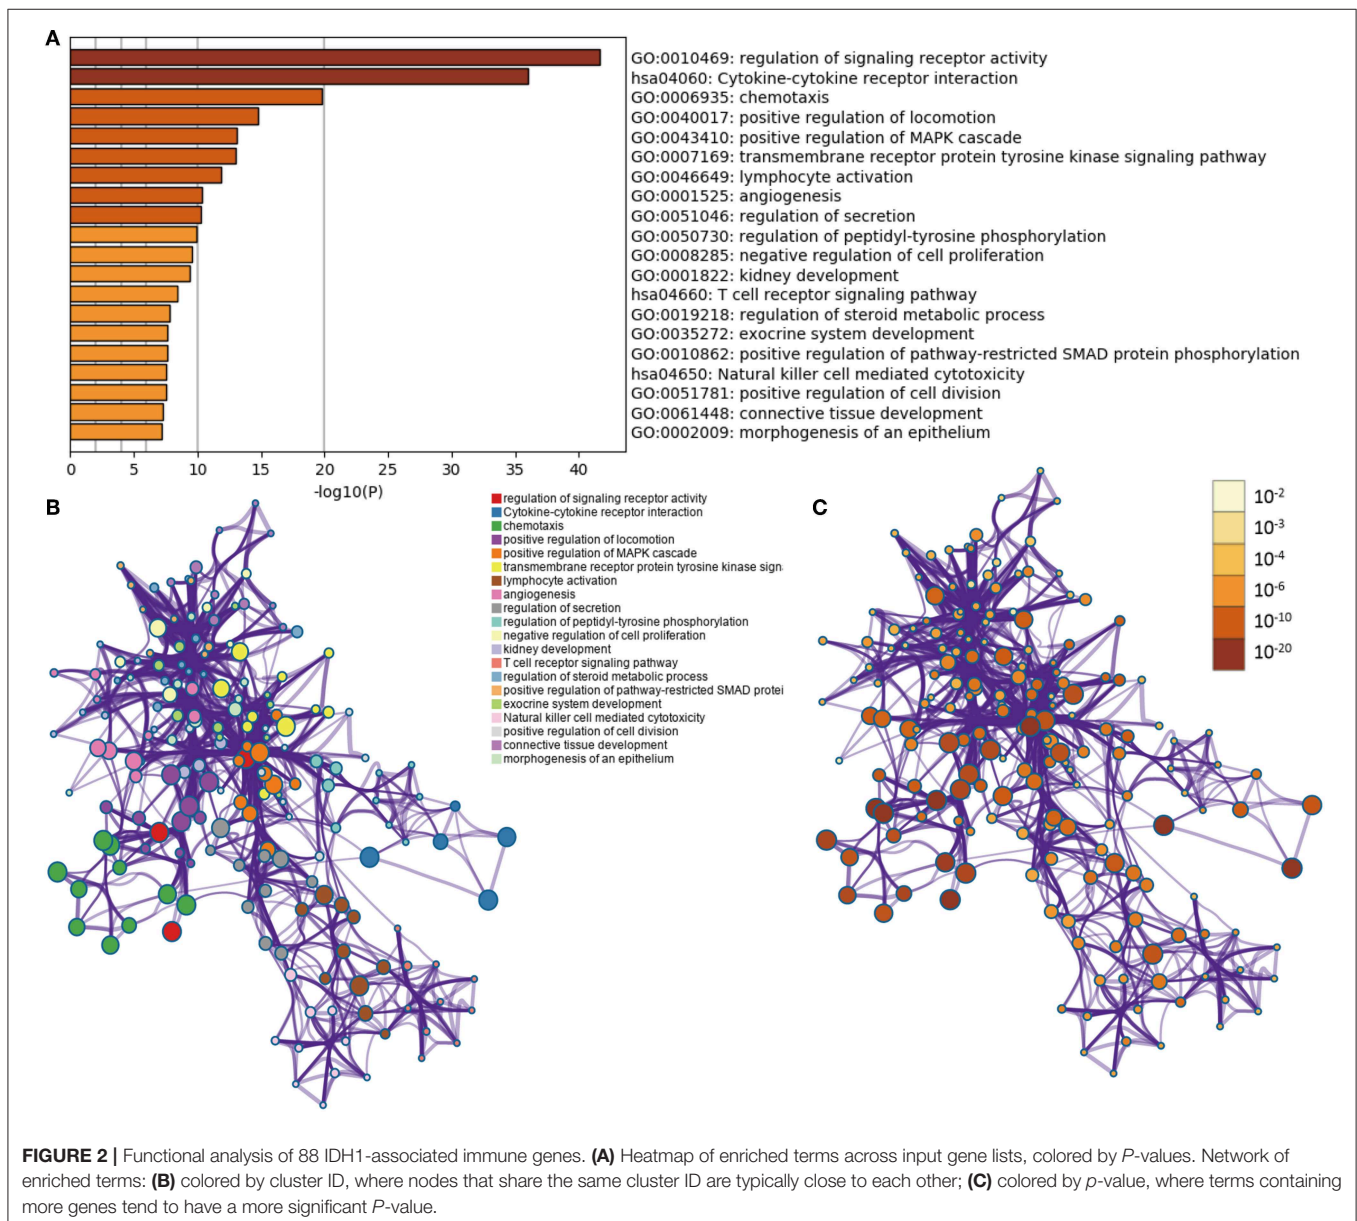 A
GO:0010469: regulation of signaling receptor activity
hsa04060: Cytokine-cytokine receptor interaction
GO:0006935: chemotaxis
GO:0040017: positive regulation of locomotion
GO:0043410: positive regulation of MAPK cascade
GO:0007169: transmembrane receptor protein tyrosine kinase signaling pathway
GO:0046649: lymphocyte activation
GO:0001525: angiogenesis
GO:0051046: regulation of secretion
GO:0050730: regulation of peptidyl-tyrosine phosphorylation
GO:0008285: negative regulation of cell proliferation
GO:0001822: kidney development
hsa04660: T cell receptor signaling pathway
GO:0019218: regulation of steroid metabolic process
GO:0035272: exocrine system development
GO:0010862: positive regulation of pathway-restricted SMAD protein phosphorylation
hsa04650: Natural killer cell mediated cytotoxicity
GO:0051781: positive regulation of cell division
GO:0061448: connective tissue development
GO:0002009: morphogenesis of an epithelium
0 5 10 15 20 25 30 35 40
-log10(P)
B
regulation of signaling receptor activity
Cytokine-cytokine receptor interaction
chemotaxis
positive regulation of locomotion
positive regulation of MAPK cascade
transmembrane receptor protein tyrosine kinase sign
lymphocyte activation
angiogenesis
regulation of secretion
regulation of peptidyl-tyrosine phosphorylation
negative regulation of cell proliferation
kidney development
T cell receptor signaling pathway
regulation of steroid metabolic process
positive regulation of pathway-restricted SMAD protei
exocrine system development
Natural killer cell mediated cytotoxicity
positive regulation of cell division
connective tissue development
morphogenesis of an epithelium
C
10-2
10-3
10-4
10-6
10-10
10-20
FIGURE 2 | Functional analysis of 88 IDH1-associated immune genes. (A) Heatmap of enriched terms across input gene lists, colored by P-values. Network of
enriched terms: (B) colored by cluster ID, where nodes that share the same cluster ID are typically close to each other; (C) colored by p-value, where terms containing
more genes tend to have a more significant P-value.